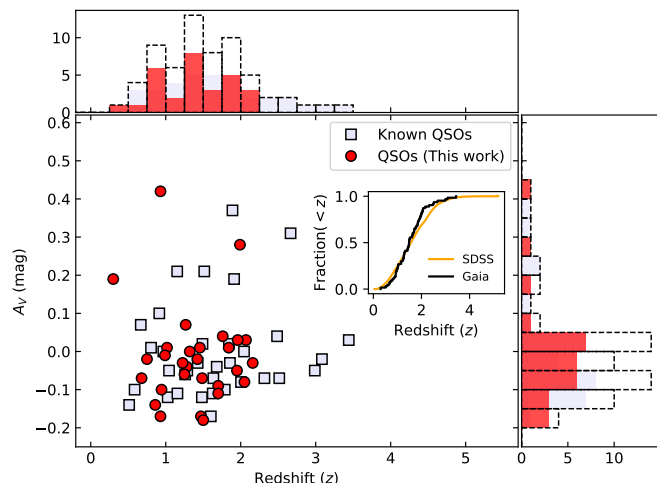 10
5
0
0.6
0.5
0.4
0.3
0.2
0.1
0.0
−0.1
−0.2
A_V (mag)
Known QSOs
QSOs (This work)
1.0
0.5
0.0
Fraction(< z)
SDSS
Gaia
0 2 4
Redshift (z)
0 1 2 3 4 5
Redshift (z)
0 5 10